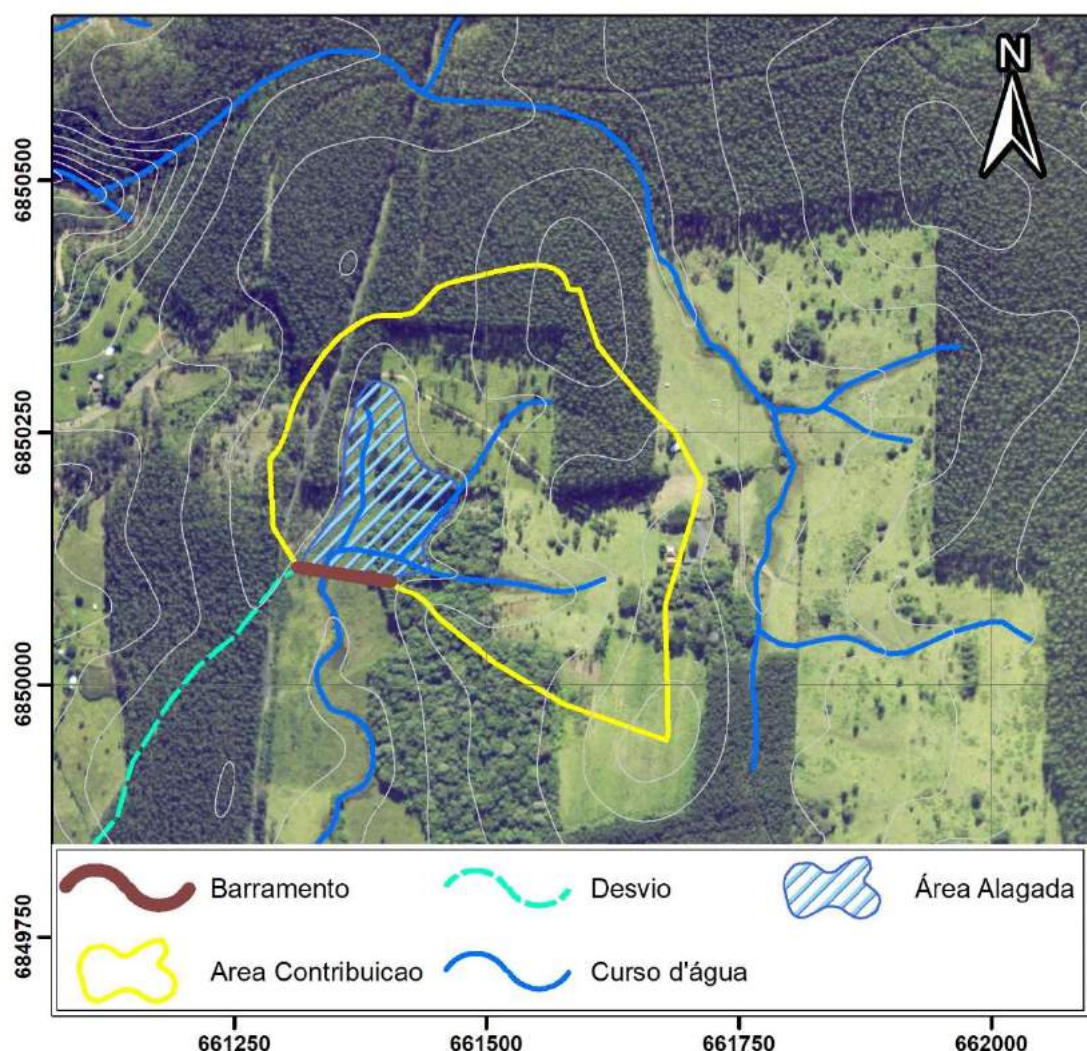 N
6850500
6850250
6850000
6849750
Barramento
Desvio
Área Alagada
Area Contribuicao
Curso d'água
661250
661500
661750
662000